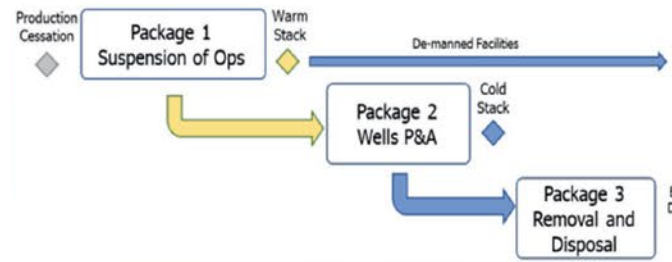 Production
Cessation
Package 1
Suspension of Ops
Warm
Stack
De-manned Facilities
Package 2
Wells P&A
Cold
Stack
Package 3
Removal and
Disposal